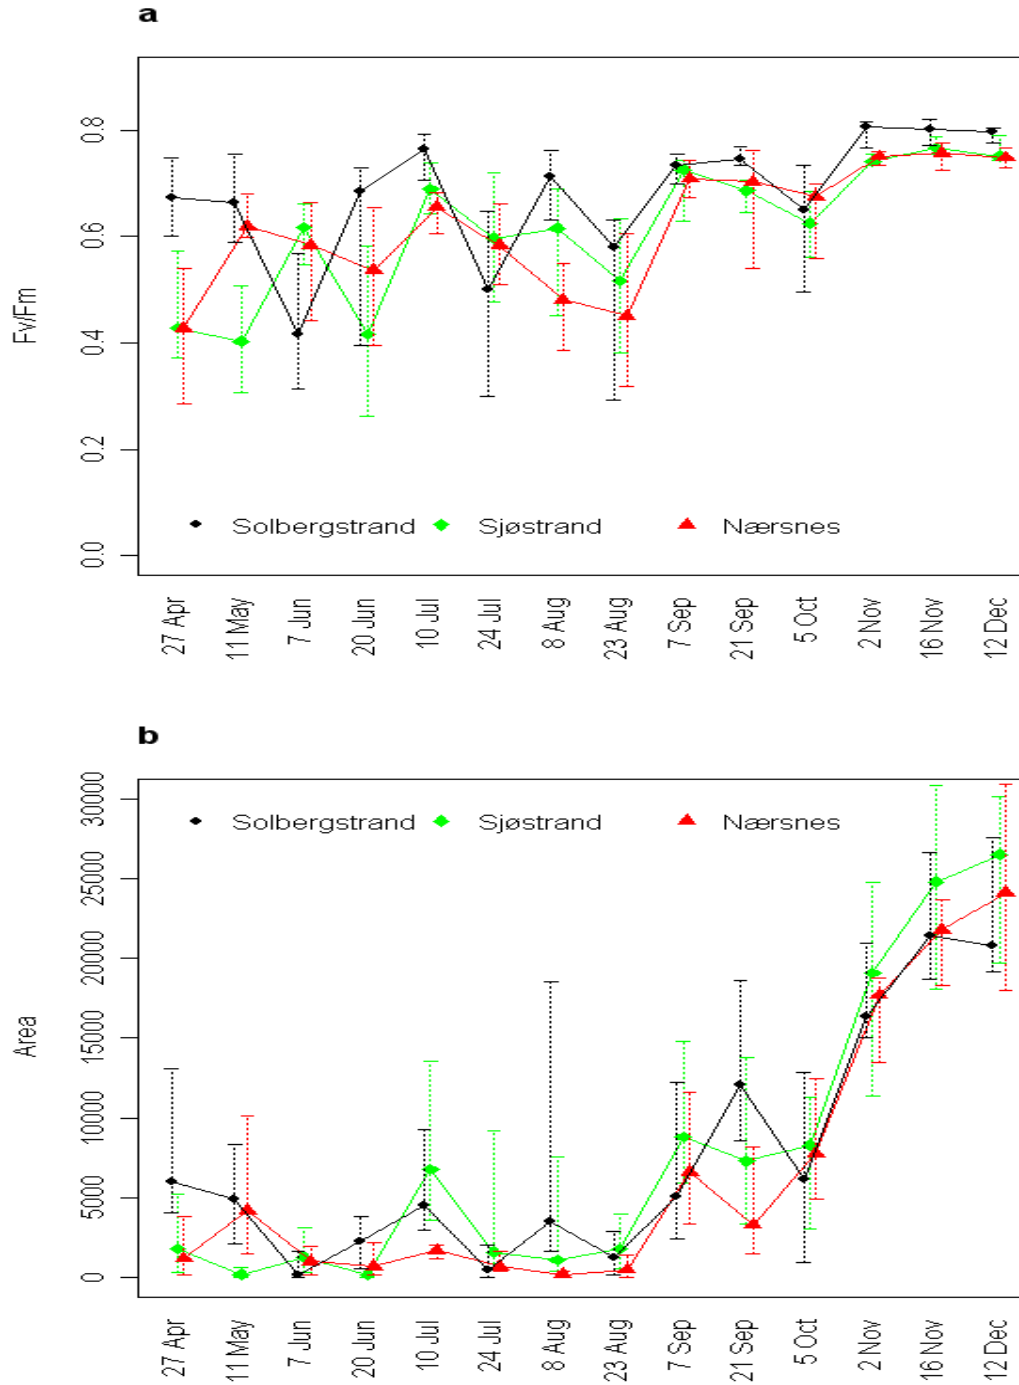 a
0.8
0.6
0.4
0.2
0.0
Fv/Fm
Solbergstrand Sjøstrand Nærsnes
27 Apr 11 May 7 Jun 20 Jun 10 Jul 24 Jul 8 Aug 23 Aug 7 Sep 21 Sep 5 Oct 2 Nov 16 Nov 12 Dec
b
30000
25000
20000
15000
10000
5000
0
Area
Solbergstrand Sjøstrand Nærsnes
27 Apr 11 May 7 Jun 20 Jun 10 Jul 24 Jul 8 Aug 23 Aug 7 Sep 21 Sep 5 Oct 2 Nov 16 Nov 12 Dec